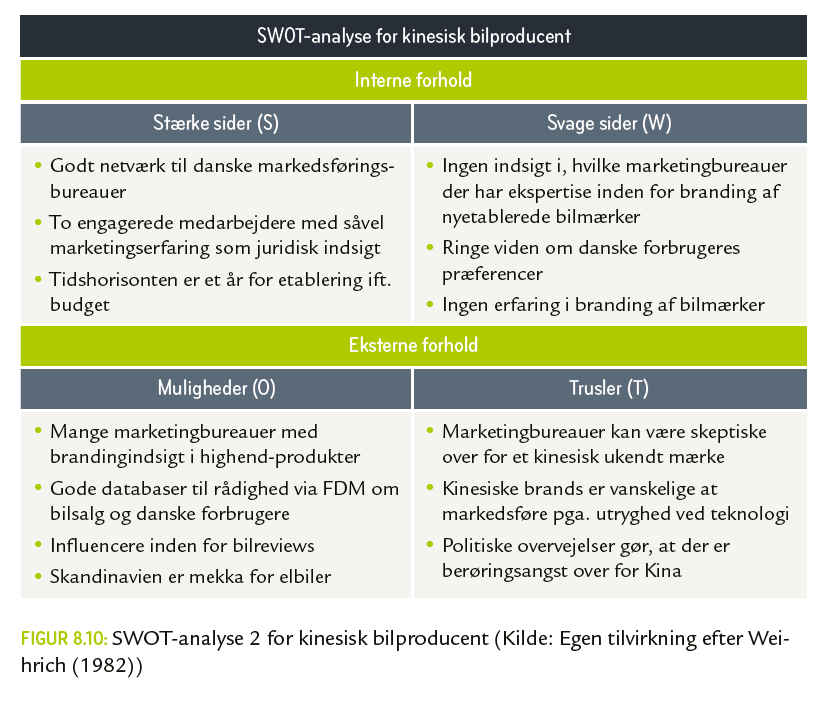 SWOT-analyse for kinesisk bilproducent
Interne forhold
Stærke sider (S)
• Godt netværk til danske markedsførings-
bureauer
• To engagerede medarbejdere med såvel
marketingserfaring som juridisk indsigt
• Tidshorisonten er et år for etablering ift.
budget
Svage sider (W)
• Ingen indsigt i, hvilke marketingbureauer
der har ekspertise inden for branding af
nyetablerede bilmærker
• Ringe viden om danske forbrugeres
præferencer
• Ingen erfaring i branding af bilmærker
Eksterne forhold
Muligheder (O)
• Mange marketingbureauer med
brandingindsigt i highend-produkter
• Gode databaser til rådighed via FDM om
bilsalg og danske forbrugere
• Influencere inden for bilreviews
• Skandinavien er mekka for elbiler
Trusler (T)
• Marketingbureauer kan være skeptiske
over for et kinesisk ukendt mærke
• Kinesiske brands er vanskelige at
markedsføre pga. utryghed ved teknologi
• Politiske overvejelser gør, at der er
berøringsangst over for Kina
FIGUR 8.10: SWOT-analyse 2 for kinesisk bilproducent (Kilde: Egen tilvirkning efter Wei-
hrich (1982))